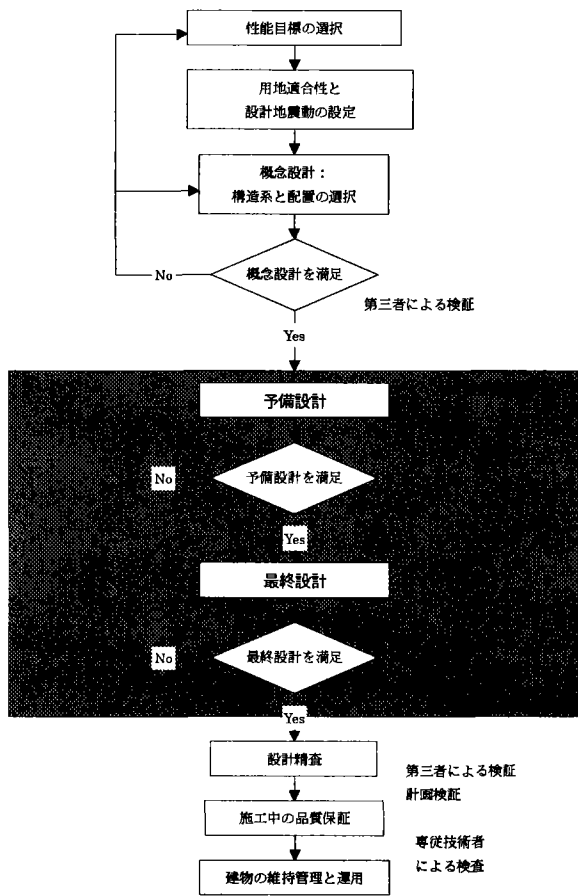 性能目標の選択
用地適合性と
設計地震動の設定
概念設計：
構造系と配置の選択
No
概念設計を満足
第三者による検証
Yes
予備設計
No
予備設計を満足
Yes
最終設計
No
最終設計を満足
Yes
設計精査
第三者による検証
計画検証
施工中の品質保証
専従技術者
による検査
建物の維持管理と運用